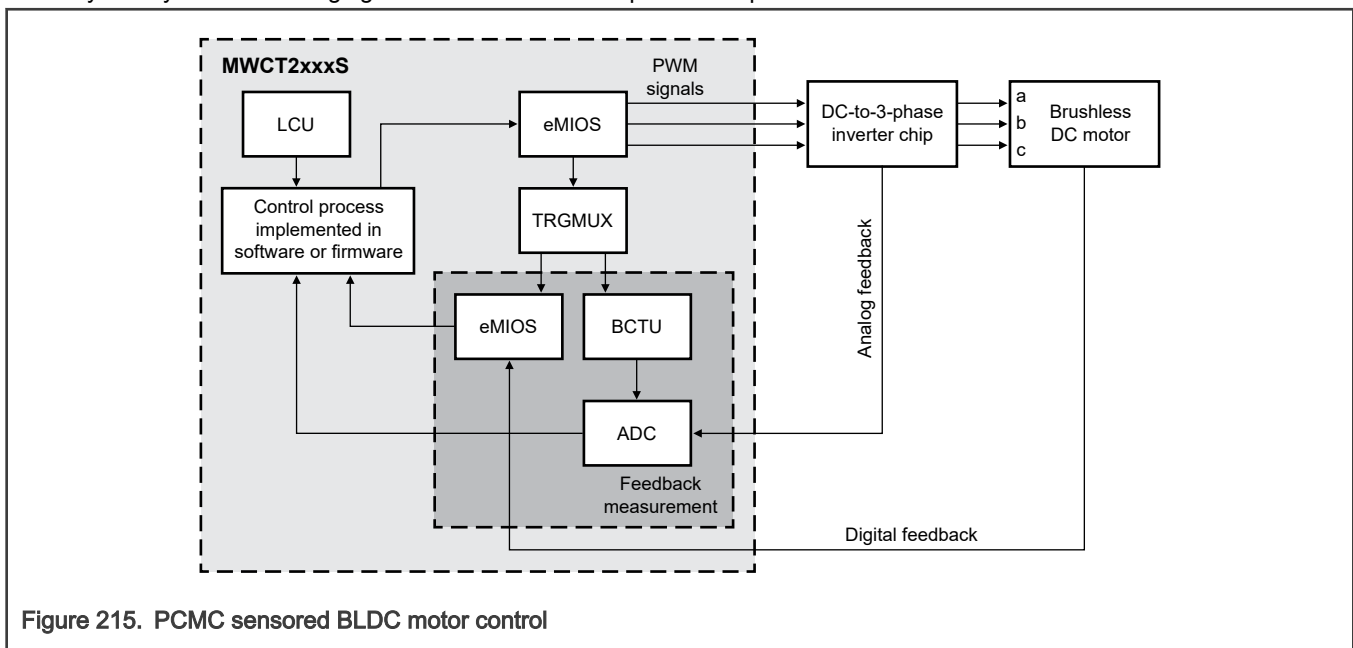 MWCT2xxxS
LCU
eMIOS
PWM
signals
DC-to-3-phase
inverter chip
a
b
c
Brushless
DC motor
Control process
implemented in
software or firmware
TRGMUX
Analog feedback
eMIOS
BCTU
ADC
Feedback
measurement
Digital feedback
Figure 215. PCMC sensored BLDC motor control